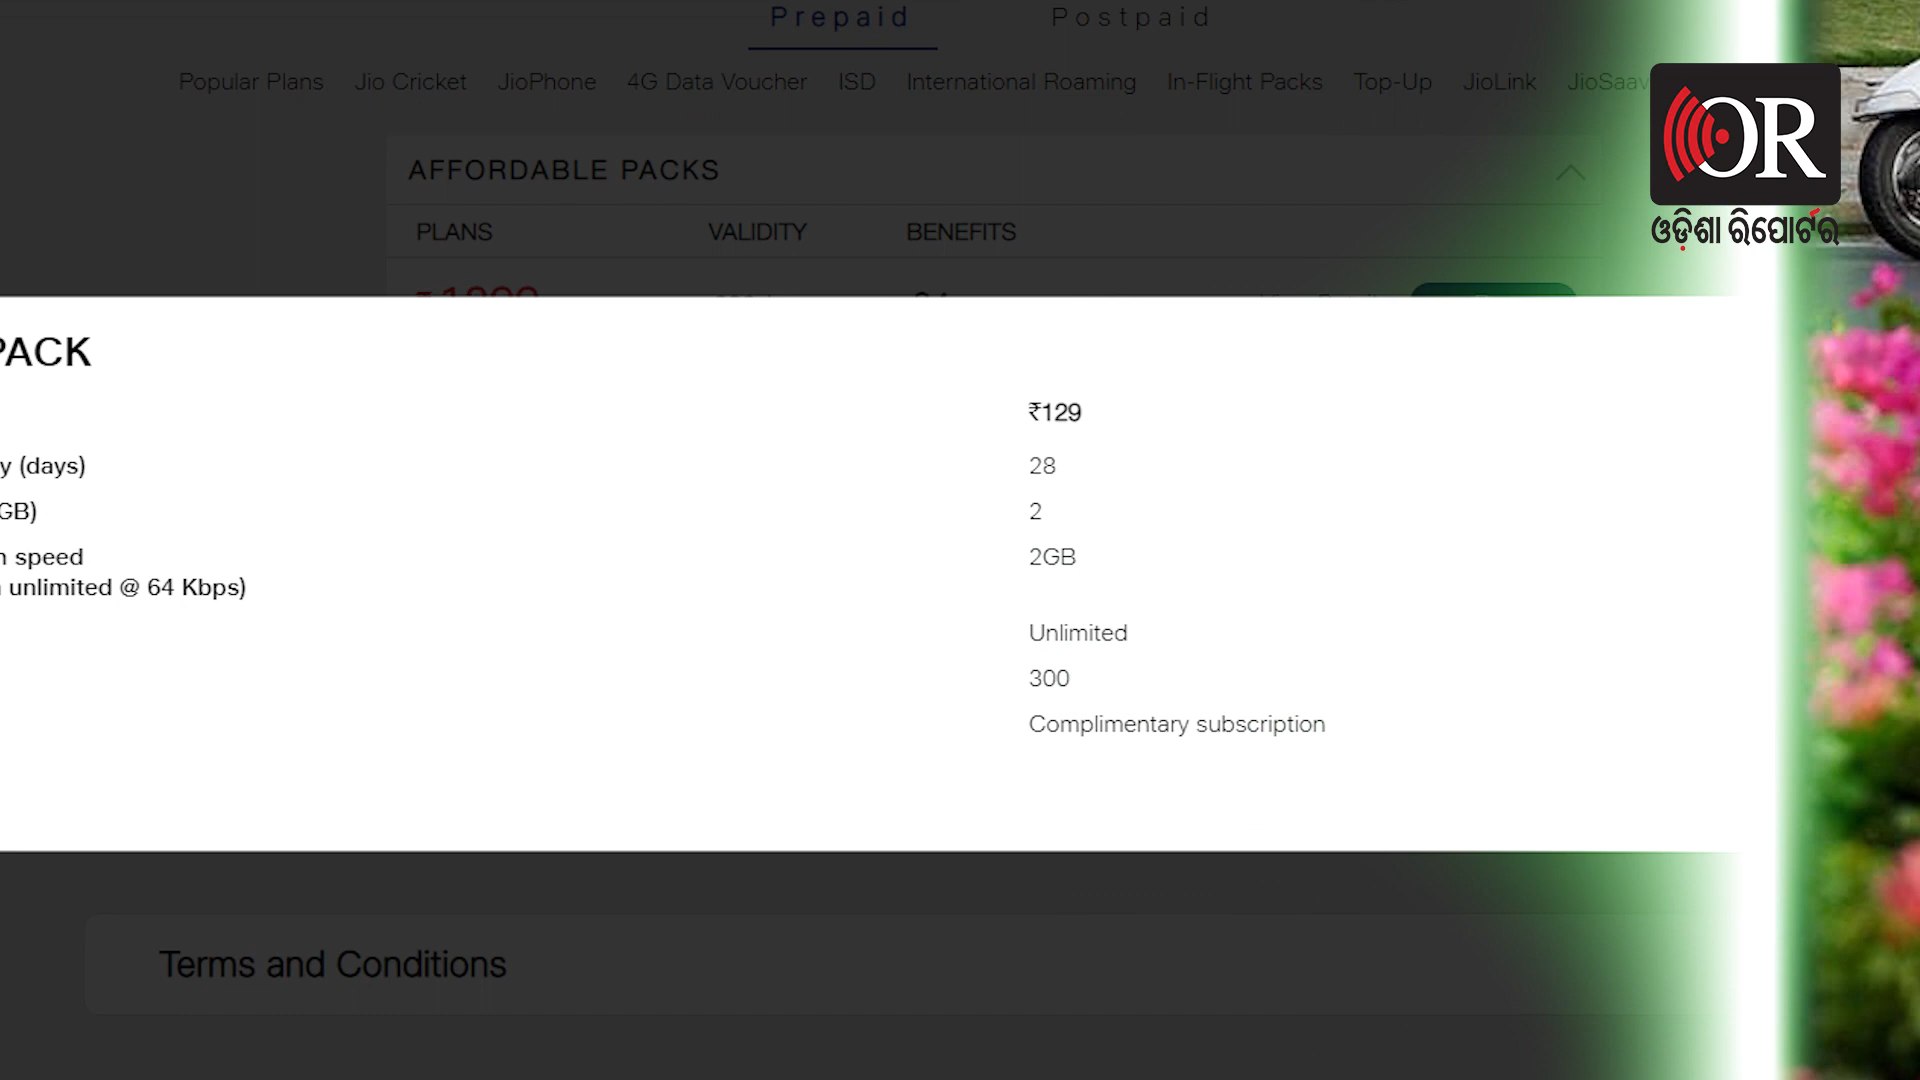 Prepaid Postpaid
Popular Plans Jio Cricket JioPhone 4G Data Voucher ISD International Roaming In-Flight Packs Top-Up JioLink JioSaav
OR
ଓଡ଼ିଶା ରିପୋର୍ଟର
AFFORDABLE PACKS
PLANS VALIDITY BENEFITS
PACK
₹129
y (days) 28
GB) 2
n speed 2GB
unlimited @ 64 Kbps)
Unlimited
300
Complimentary subscription
Terms and Conditions